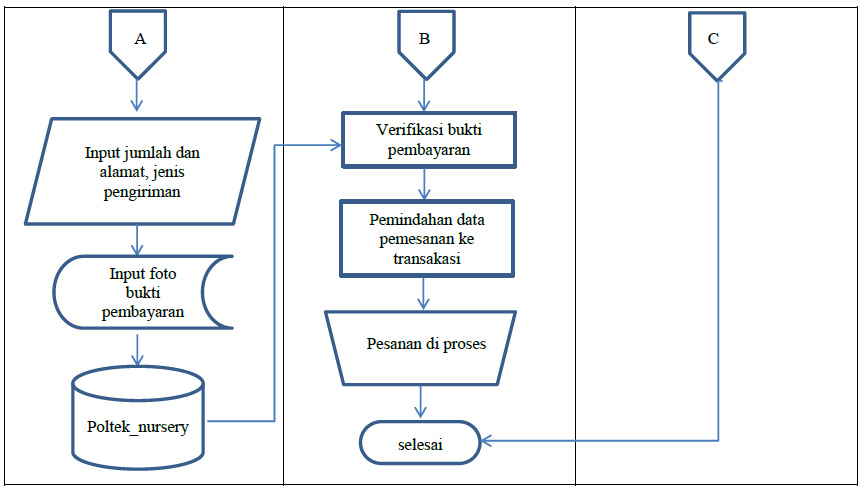 A
Input jumlah dan
alamat, jenis
pengiriman
Input foto
bukti
pembayaran
Poltek_nursery
B
Verifikasi bukti
pembayaran
Pemindahan data
pemesanan ke
transakasi
Pesanan di proses
selesai
C